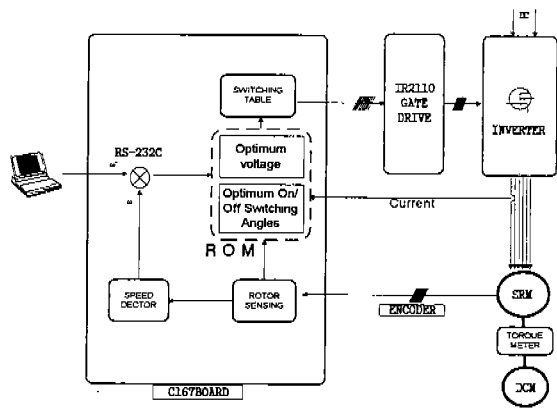 DC
SWITCHING
TABLE
IR2110
GATE
DRIVE
INVERTER
RS-232C
Optimum
voltage
Optimum On/
Off Switching
Angles
Current
ROM
SPEED
DECTOR
ROTOR
SENSING
ENCODER
SRM
TORQUE
METER
DCM
C167BOARD